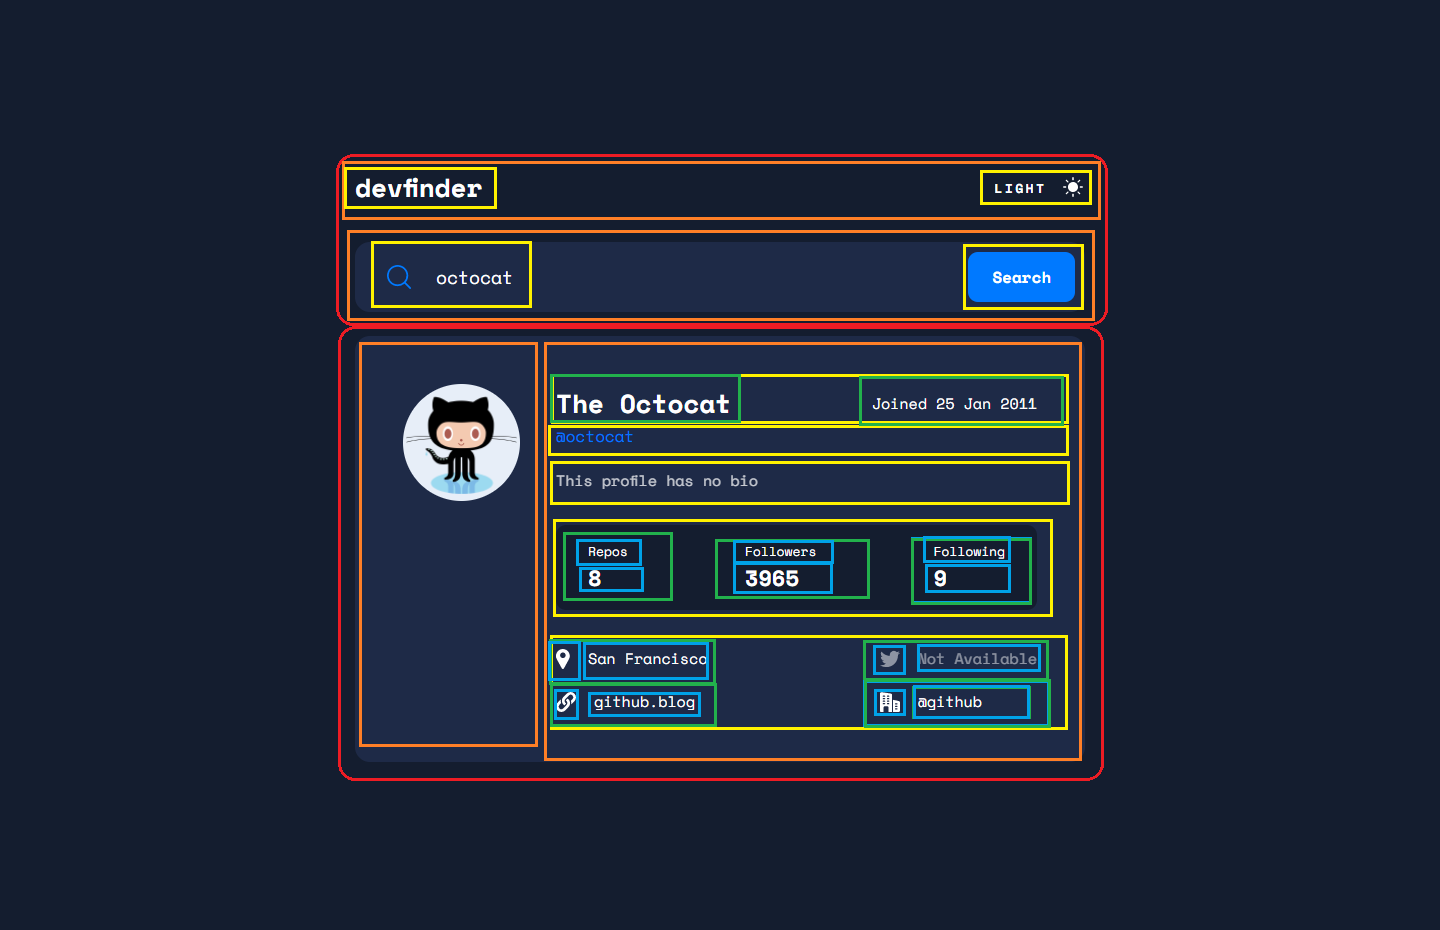 devfinder
LIGHT
octocat
Search
The Octocat
Joined 25 Jan 2011
@octocat
This profile has no bio
Repos
Followers
Following
8
3965
9
San Francisco
Not Available
github.blog
@github